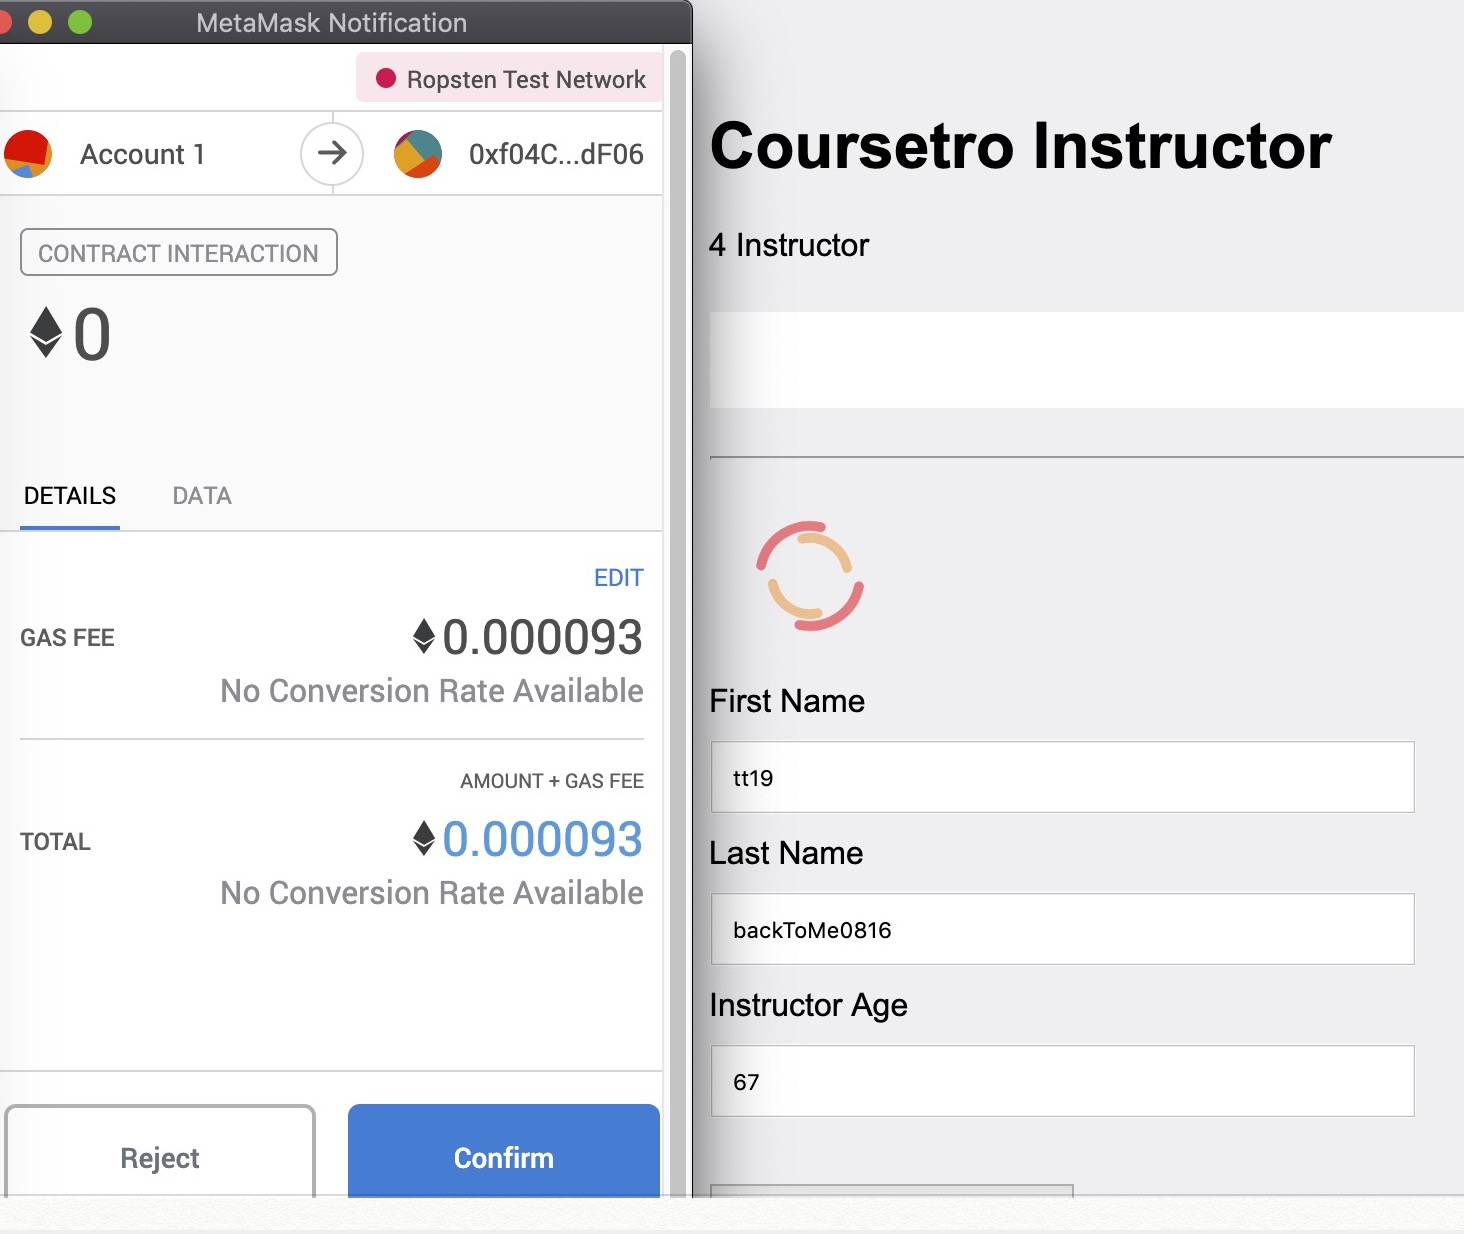 MetaMask Notification
Ropsten Test Network
Account 1
0xf04C...dF06
CONTRACT INTERACTION
0
DETAILS
DATA
EDIT
GAS FEE
0.000093
No Conversion Rate Available
AMOUNT + GAS FEE
TOTAL
0.000093
No Conversion Rate Available
Reject
Confirm
Coursetro Instructor
4 Instructor
First Name
tt19
Last Name
backToMe0816
Instructor Age
67